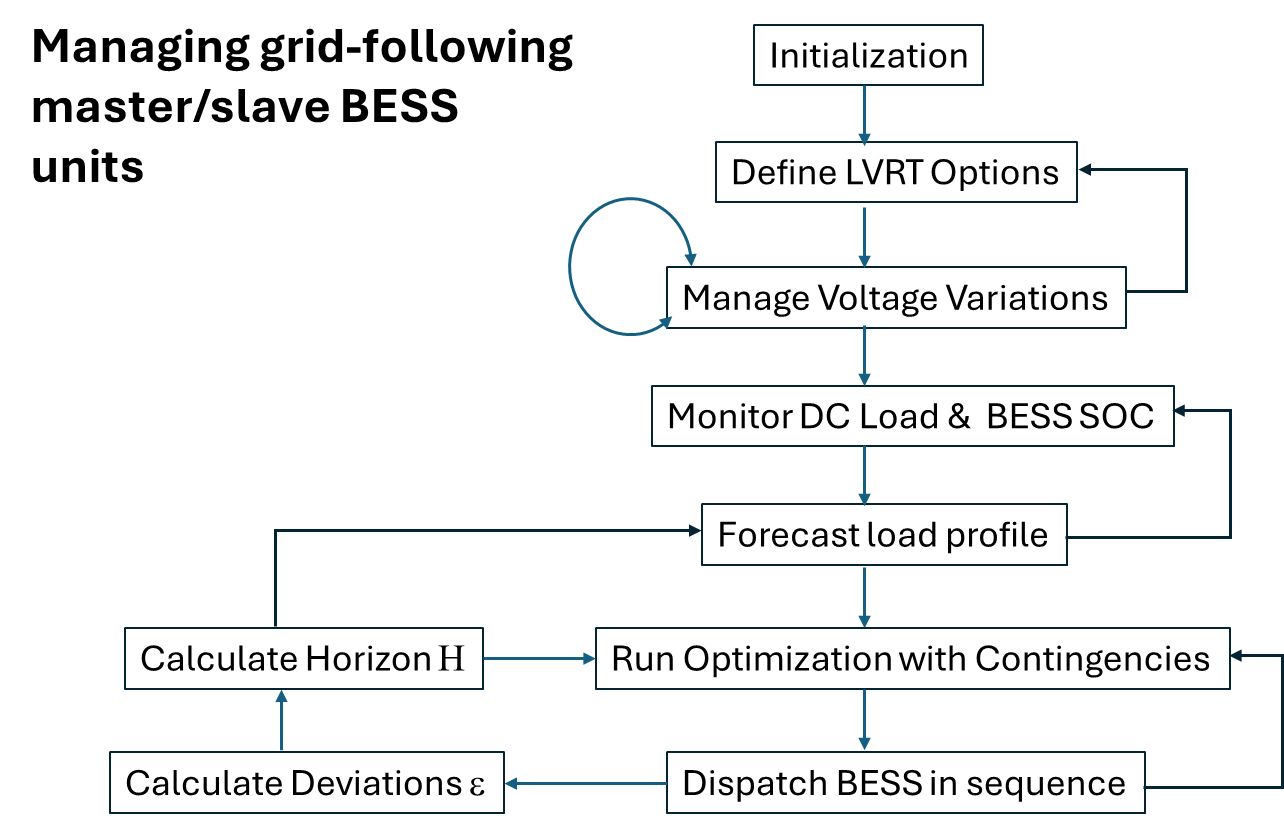 Managing grid-following
master/slave BESS
units
Initialization
Define LVRT Options
Manage Voltage Variations
Monitor DC Load & BESS SOC
Forecast load profile
Calculate Horizon H
Run Optimization with Contingencies
Calculate Deviations ε
Dispatch BESS in sequence